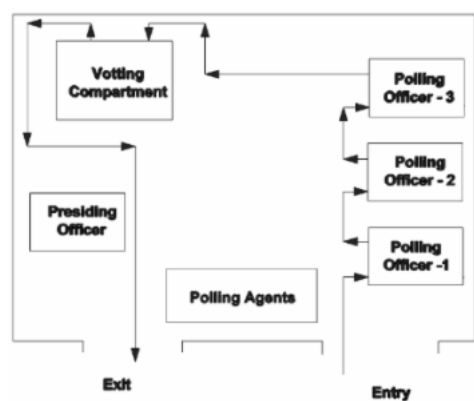 Votting
Compartment
Polling
Officer - 3
Polling
Officer - 2
Presiding
Officer
Polling
Officer -1
Polling Agents
Exit
Entry